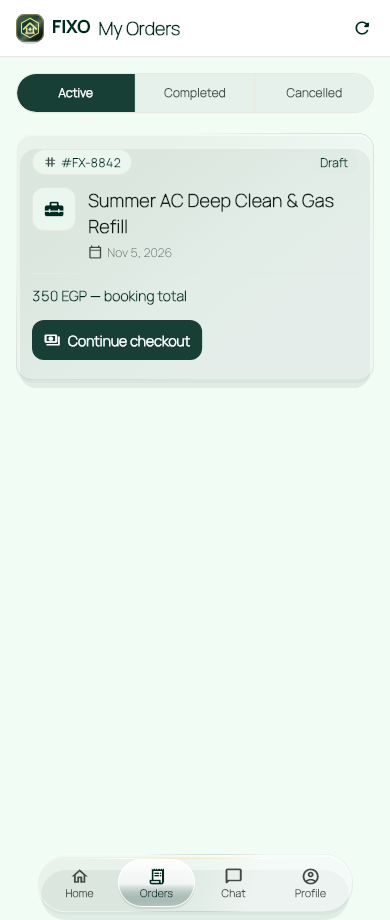 FIXO My Orders
Active Completed Cancelled
# #FX-8842 Draft
Summer AC Deep Clean & Gas
Refill
Nov 5, 2026
350 EGP — booking total
Continue checkout
Home Orders Chat Profile